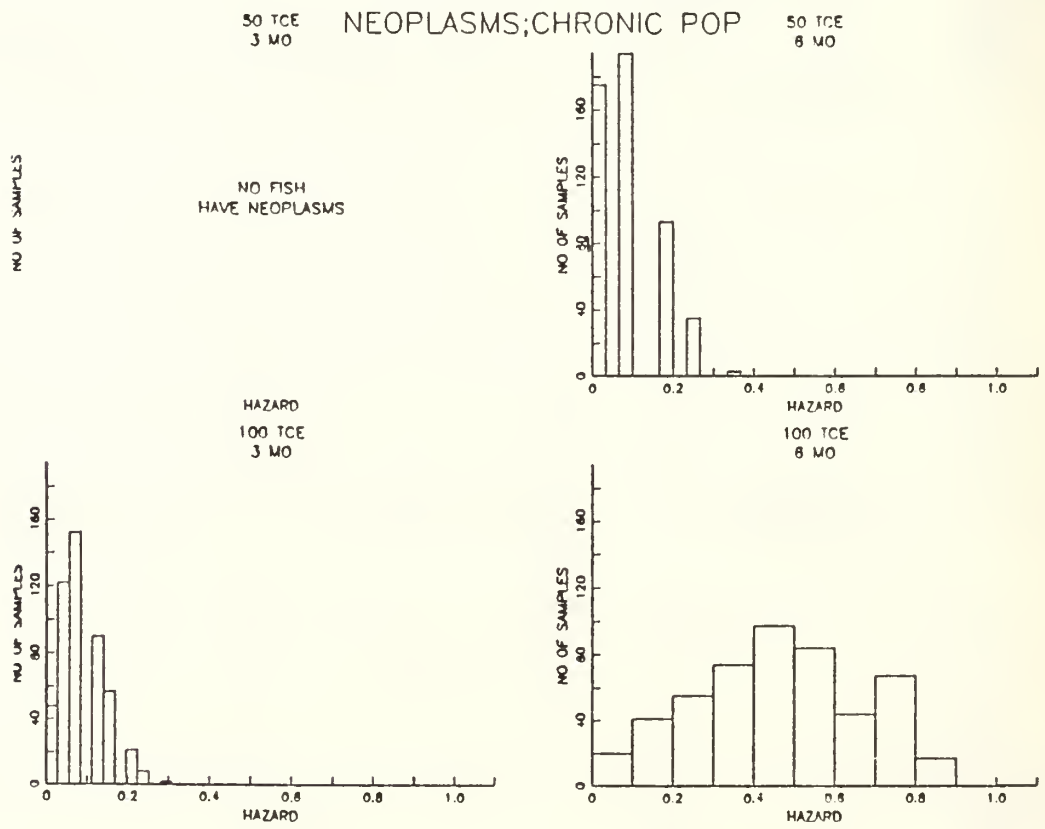 NEOPLASMS;CHRONIC POP
50 TCE
3 MO
NO OF SAMPLES
NO FISH
HAVE NEOPLASMS
HAZARD
50 TCE
6 MO
NO OF SAMPLES
160
120
80
40
0
0 0.2 0.4 0.6 0.8 1.0
HAZARD
100 TCE
3 MO
NO OF SAMPLES
160
120
80
40
0
0 0.2 0.4 0.6 0.8 1.0
HAZARD
100 TCE
6 MO
NO OF SAMPLES
160
120
80
40
0
0 0.2 0.4 0.6 0.8 1.0
HAZARD